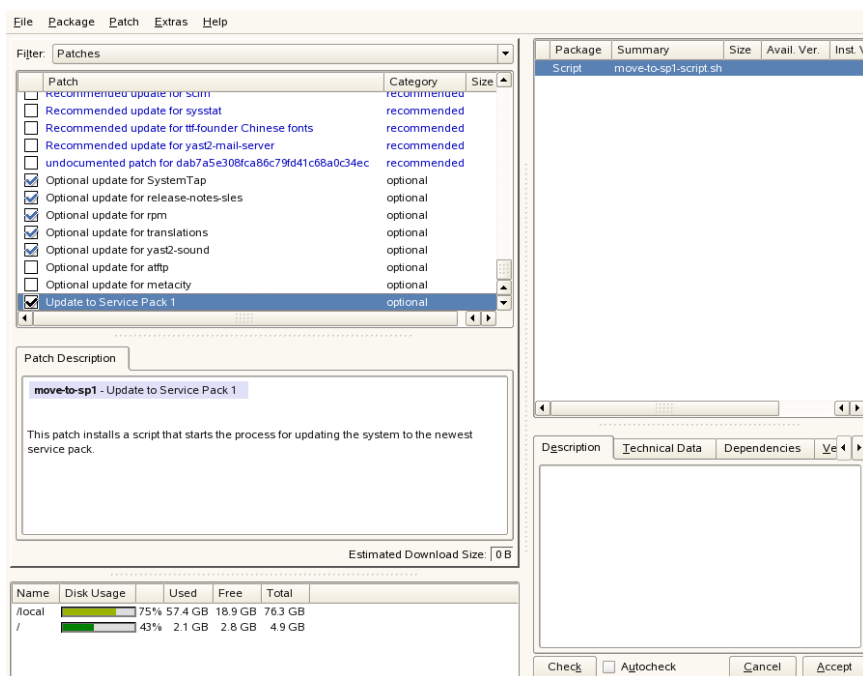 File Package Patch Extras Help
Filter: Patches
Patch Category Size
Recommended update for scim recommended
Recommended update for sysstat recommended
Recommended update for ttf-founder Chinese fonts recommended
Recommended update for yast2-mail-server recommended
undocumented patch for dab7a5e308fca86c79fd41c68a0c34ec recommended
Optional update for SystemTap optional
Optional update for release-notes-sles optional
Optional update for rpm optional
Optional update for translations optional
Optional update for yast2-sound optional
Optional update for atftp optional
Optional update for metacity optional
Update to Service Pack 1 optional
Patch Description
move-to-sp1 - Update to Service Pack 1
This patch installs a script that starts the process for updating the system to the newest
service pack.
Estimated Download Size: 0 B
Name Disk Usage Used Free Total
/local 75% 57.4 GB 18.9 GB 76.3 GB
/ 43% 2.1 GB 2.8 GB 4.9 GB
Package Summary Size Avail. Ver. Inst. V
Script move-to-sp1-script.sh
Description Technical Data Dependencies Ve
Check Autocheck Cancel Accept